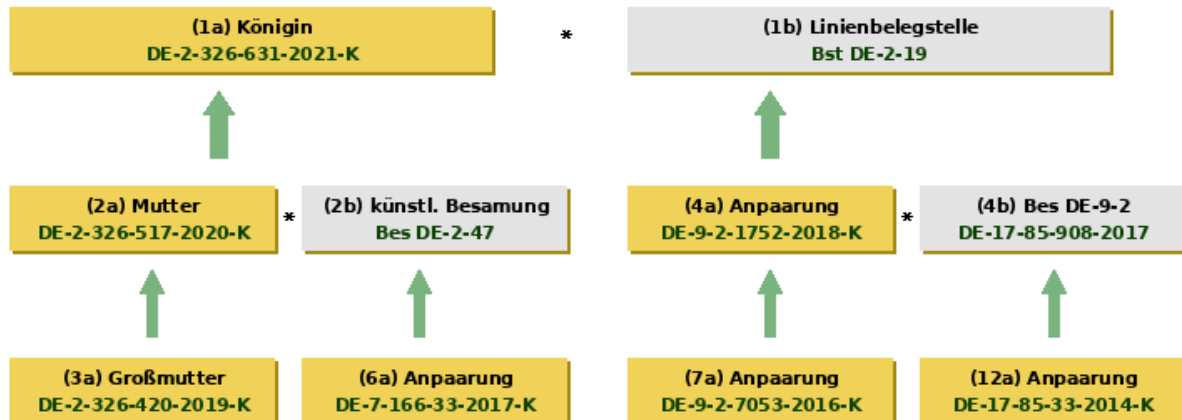 (1a) Königin
DE-2-326-631-2021-K
*
(1b) Linienbelegstelle
Bst DE-2-19
(2a) Mutter
DE-2-326-517-2020-K
*
(2b) künstl. Besamung
Bes DE-2-47
(4a) Anpaarung
DE-9-2-1752-2018-K
*
(4b) Bes DE-9-2
DE-17-85-908-2017
(3a) Großmutter
DE-2-326-420-2019-K
(6a) Anpaarung
DE-7-166-33-2017-K
(7a) Anpaarung
DE-9-2-7053-2016-K
(12a) Anpaarung
DE-17-85-33-2014-K